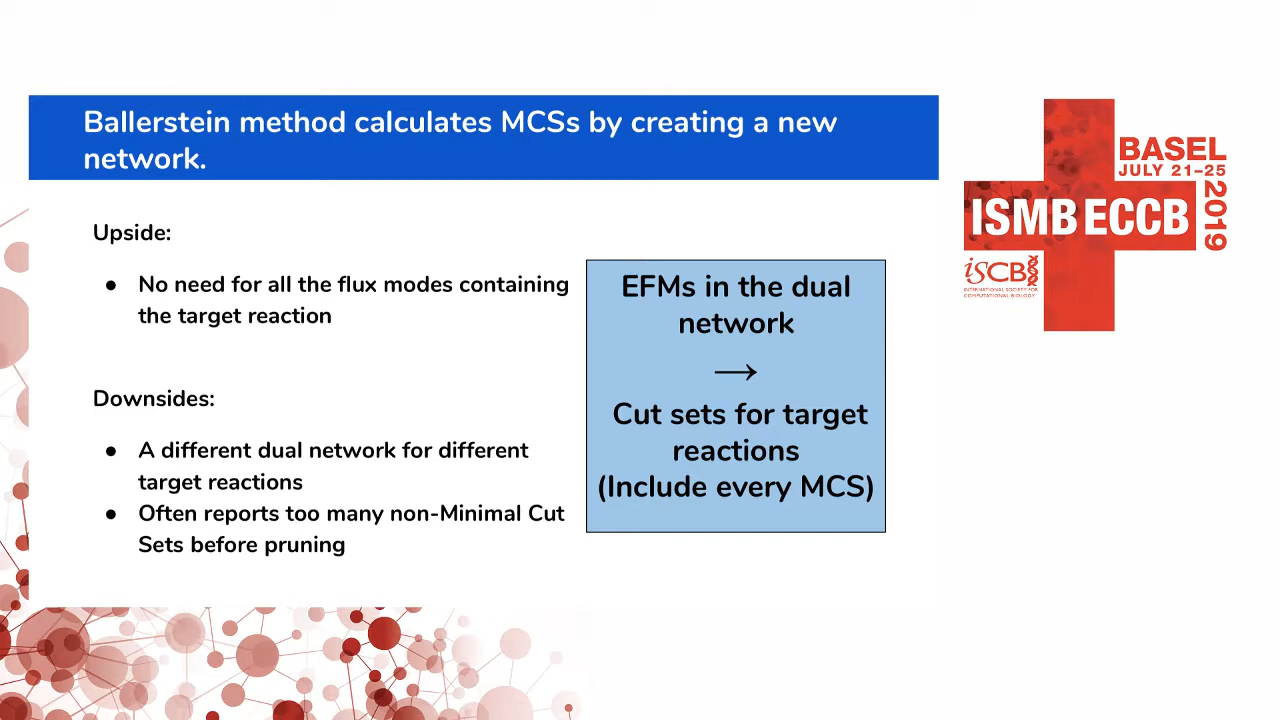 Ballerstein method calculates MCSs by creating a new
network.
Upside:
● No need for all the flux modes containing
the target reaction
Downsides:
● A different dual network for different
target reactions
● Often reports too many non-Minimal Cut
Sets before pruning
EFMs in the dual
network
→
Cut sets for target
reactions
(Include every MCS)
BASEL
JULY 21–25
2019
ISMB ECCB
iSCB
INTERNATIONAL SOCIETY FOR
COMPUTATIONAL BIOLOGY